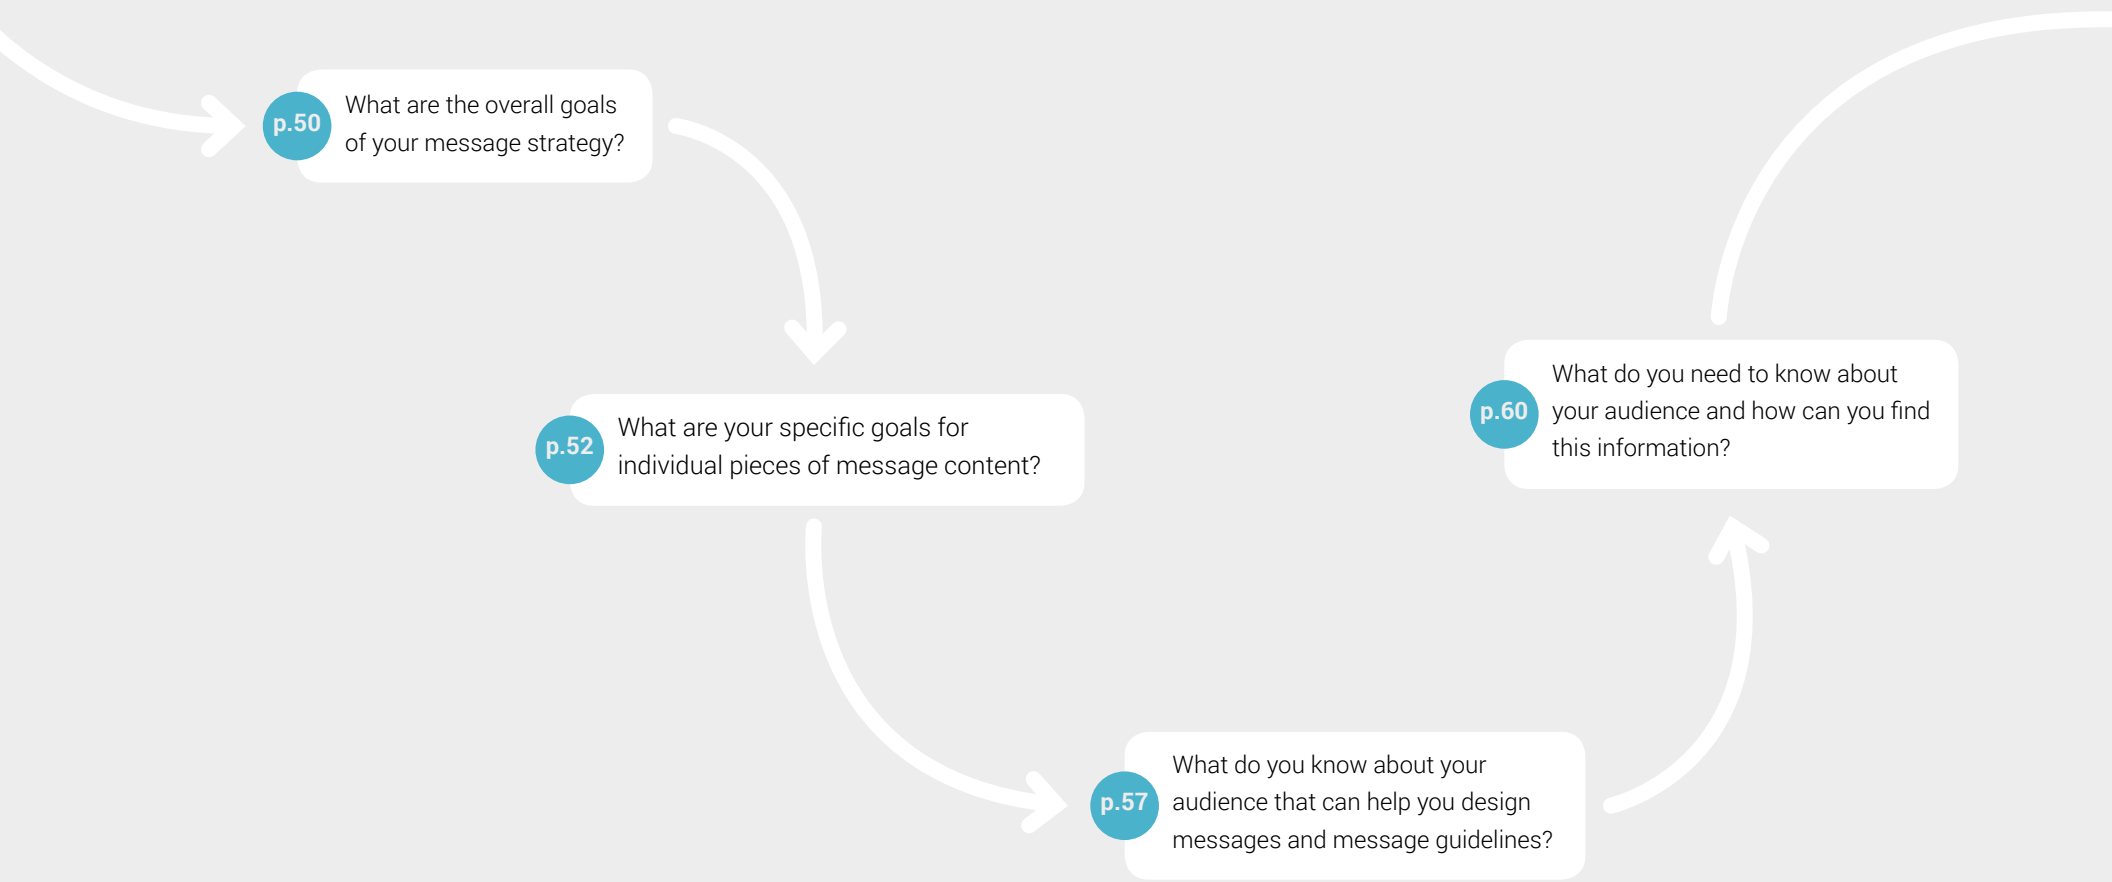 p.50
What are the overall goals
of your message strategy?
p.52
What are your specific goals for
individual pieces of message content?
p.57
What do you know about your
audience that can help you design
messages and message guidelines?
p.60
What do you need to know about
your audience and how can you find
this information?